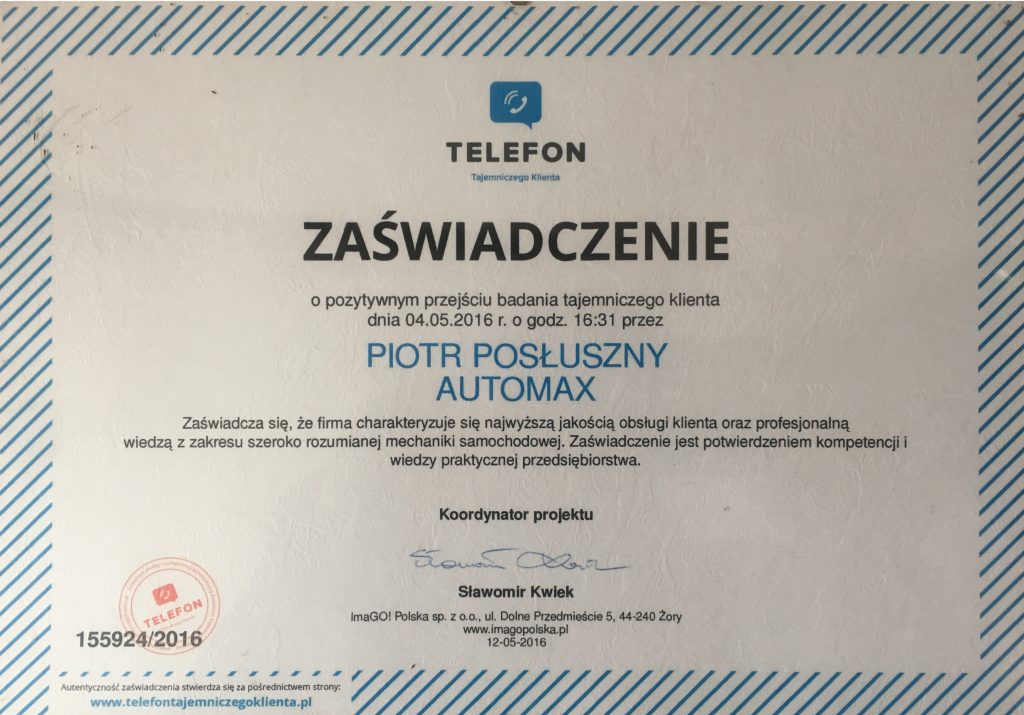 TELEFON
Tajemniczego Klienta
ZAŚWIADCZENIE
o pozytywnym przejściu badania tajemniczego klienta
dnia 04.05.2016 r. o godz. 16:31 przez
PIOTR POSŁUSZNY
AUTOMAX
Zaświadcza się, że firma charakteryzuje się najwyższą jakością obsługi klienta oraz profesjonalną
wiedzą z zakresu szeroko rozumianej mechaniki samochodowej. Zaświadczenie jest potwierdzeniem kompetencji i
wiedzy praktycznej przedsiębiorstwa.
Koordynator projektu
Sławomir Kwiek
ImaGO! Polska sp. z o.o., ul. Dolne Przedmieście 5, 44-240 Żory
www.imagopolska.pl
12-05-2016
TELEFON
155924/2016
Autentyczność zaświadczenia stwierdza się za pośrednictwem strony:
www.telefontajemniczegoklienta.pl